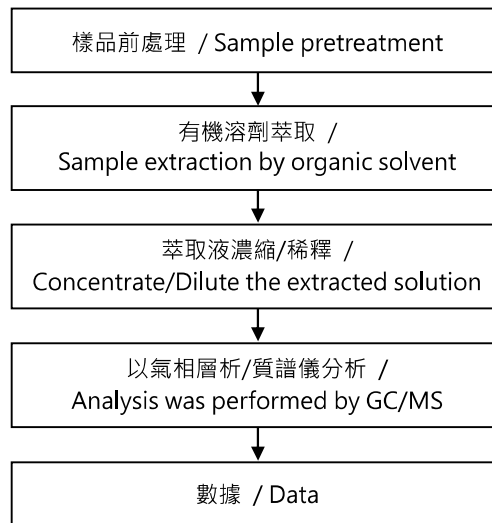 樣品前處理 / Sample pretreatment
有機溶劑萃取 /
Sample extraction by organic solvent
萃取液濃縮/稀釋 /
Concentrate/Dilute the extracted solution
以氣相層析/質譜儀分析 /
Analysis was performed by GC/MS
數據 / Data